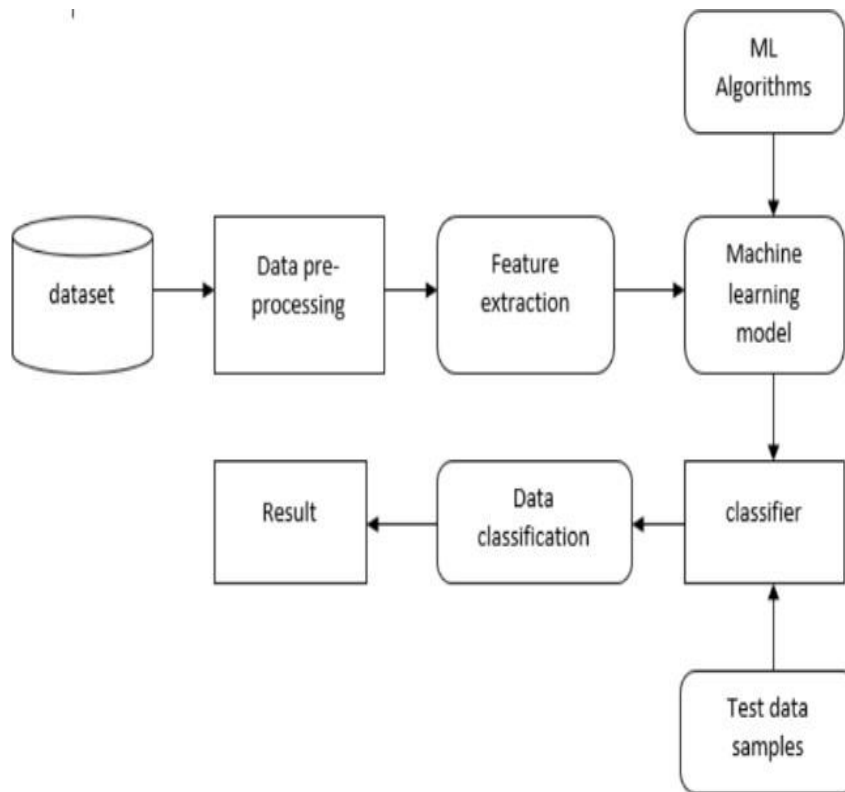 ML
Algorithms
dataset
Data pre-
processing
Feature
extraction
Machine
learning
model
Result
Data
classification
classifier
Test data
samples